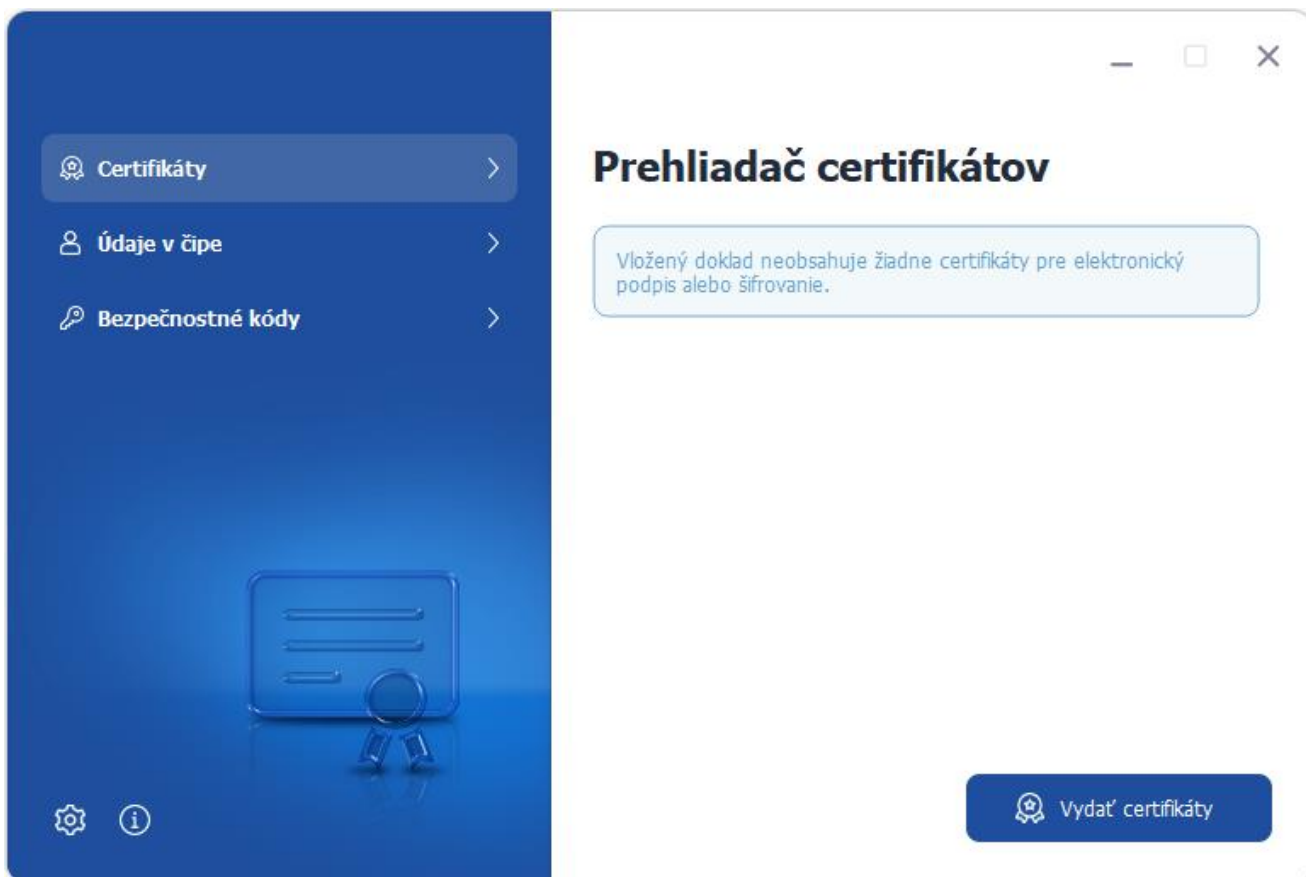 Certifikáty
Údaje v čipe
Bezpečnostné kódy
Prehliadač certifikátov
Vložený doklad neobsahuje žiadne certifikáty pre elektronický
podpis alebo šifrovanie.
Vydať certifikáty